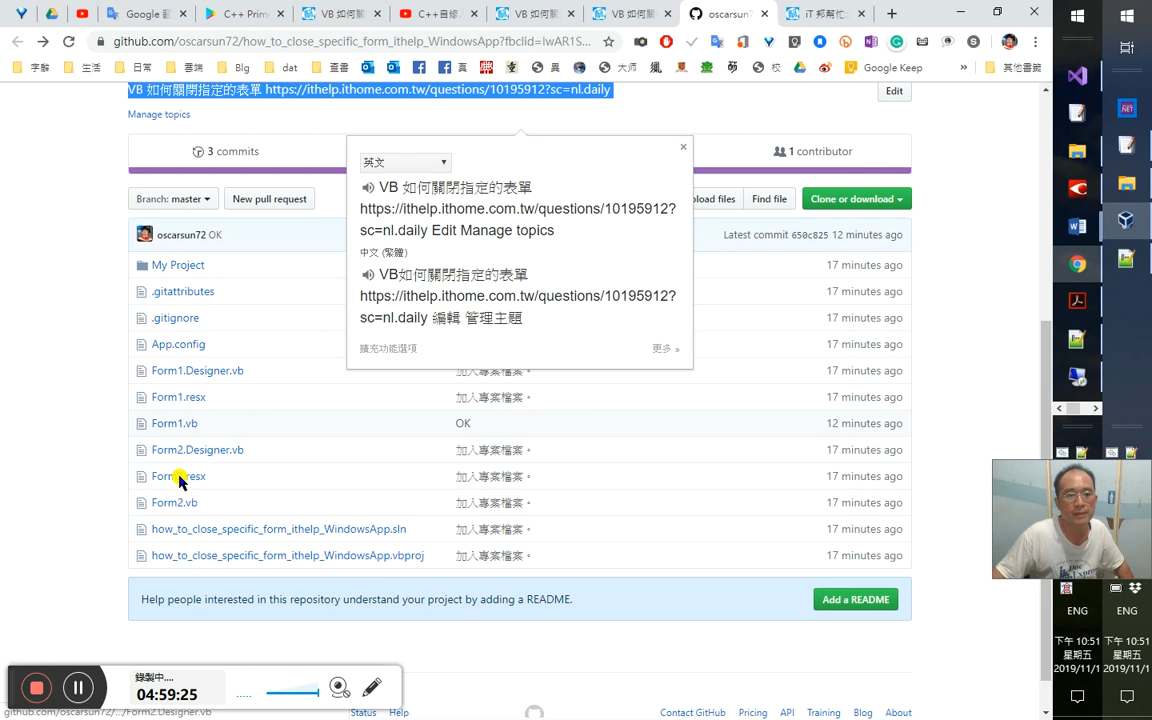 Google 翻
C++ Prim
VB 如何關
C++自修
VB 如何關
VB 如何關
oscarsun
iT 邦幫忙
github.com/oscarsun72/how_to_close_specific_form_ithelp_WindowsApp?fbclid=IwAR1S...
字辭
生活
日常
雲端
Blg
dat
查書
真
異
大师
校
Google Keep
其他書籤
VB 如何關閉指定的表單 https://ithelp.ithome.com.tw/questions/10195912?sc=nl.daily
Edit
Manage topics
3 commits
1 contributor
英文
VB 如何關閉指定的表單
https://ithelp.ithome.com.tw/questions/10195912?
sc=nl.daily Edit Manage topics
中文 (繁體)
VB如何關閉指定的表單
https://ithelp.ithome.com.tw/questions/10195912?
sc=nl.daily 編輯 管理主題
擴充功能選項
更多 »
Branch: master
New pull request
load files
Find file
Clone or download
oscarsun72 OK
Latest commit 650c825 12 minutes ago
My Project
17 minutes ago
.gitattributes
17 minutes ago
.gitignore
17 minutes ago
App.config
17 minutes ago
Form1.Designer.vb
加入專案檔案。
17 minutes ago
Form1.resx
加入專案檔案。
17 minutes ago
Form1.vb
OK
12 minutes ago
Form2.Designer.vb
加入專案檔案。
17 minutes ago
Form2.resx
加入專案檔案。
17 minutes ago
Form2.vb
加入專案檔案。
17 minutes ago
how_to_close_specific_form_ithelp_WindowsApp.sln
加入專案檔案。
17 minutes ago
how_to_close_specific_form_ithelp_WindowsApp.vbproj
加入專案檔案。
17 minutes ago
Help people interested in this repository understand your project by adding a README.
Add a README
錄製中....
04:59:25
github.com/oscarsun72/.../Form2.Designer.vb
Status
Help
Contact GitHub
Pricing
API
Training
Blog
About
ENG
ENG
下午 10:51
下午 10:51
星期五
星期五
2019/11/1
2019/11/1